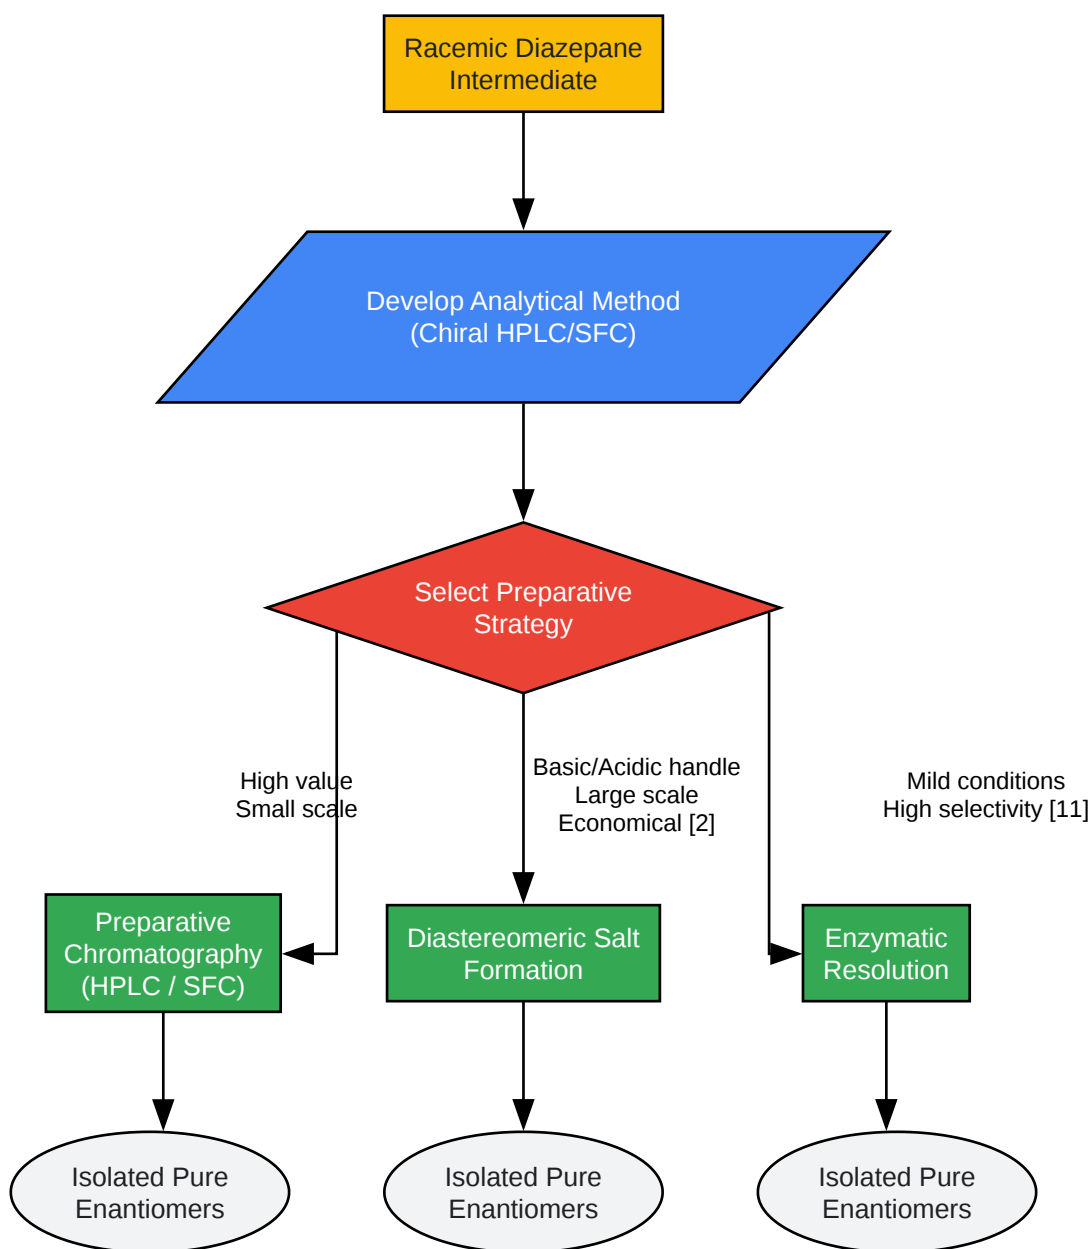 Racemic Diazepane
Intermediate
Develop Analytical Method
(Chiral HPLC/SFC)
Select Preparative
Strategy
High value
Small scale
Basic/Acidic handle
Large scale
Economical [2]
Mild conditions
High selectivity [11]
Preparative
Chromatography
(HPLC / SFC)
Diastereomeric Salt
Formation
Enzymatic
Resolution
Isolated Pure
Enantiomers
Isolated Pure
Enantiomers
Isolated Pure
Enantiomers